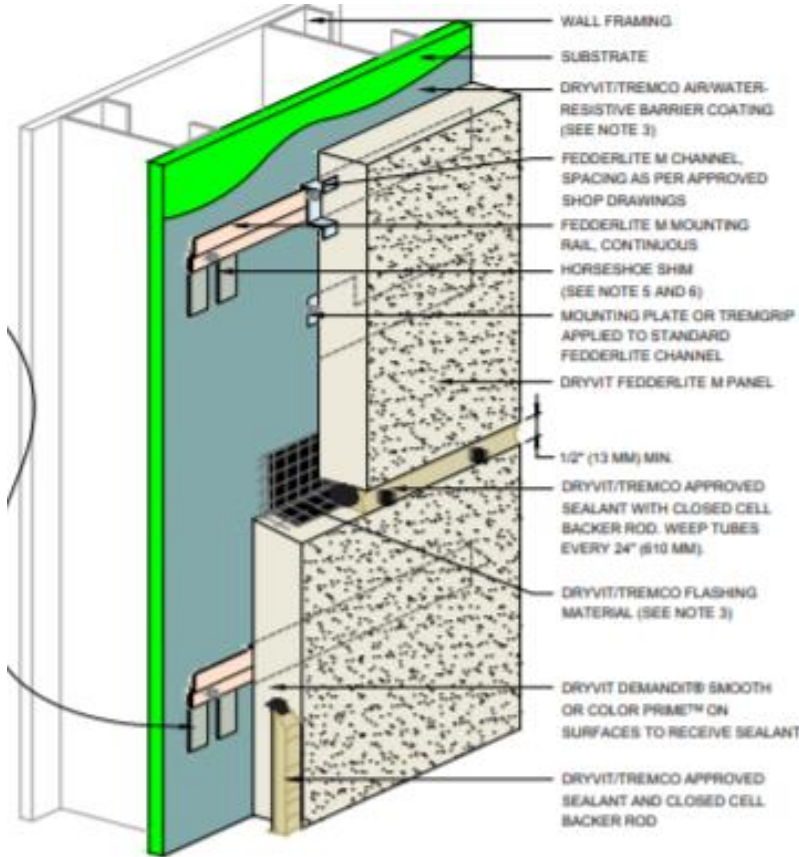 WALL FRAMING
SUBSTRATE
DRYVIT/TREMCO AIR/WATER-
RESISTIVE BARRIER COATING
(SEE NOTE 3)
FEDDERLITE M CHANNEL,
SPACING AS PER APPROVED
SHOP DRAWINGS
FEDDERLITE M MOUNTING
RAIL, CONTINUOUS
HORSESHOE SHIM
(SEE NOTE 5 AND 6)
MOUNTING PLATE OR TREMGRIP
APPLIED TO STANDARD
FEDDERLITE CHANNEL
DRYVIT FEDDERLITE M PANEL
1/2" (13 MM) MIN.
DRYVIT/TREMCO APPROVED
SEALANT WITH CLOSED CELL
BACKER ROD. WEEP TUBES
EVERY 24" (610 MM).
DRYVIT/TREMCO FLASHING
MATERIAL (SEE NOTE 3)
DRYVIT DEMANDIT® SMOOTH
OR COLOR PRIME™ ON
SURFACES TO RECEIVE SEALANT
DRYVIT/TREMCO APPROVED
SEALANT AND CLOSED CELL
BACKER ROD